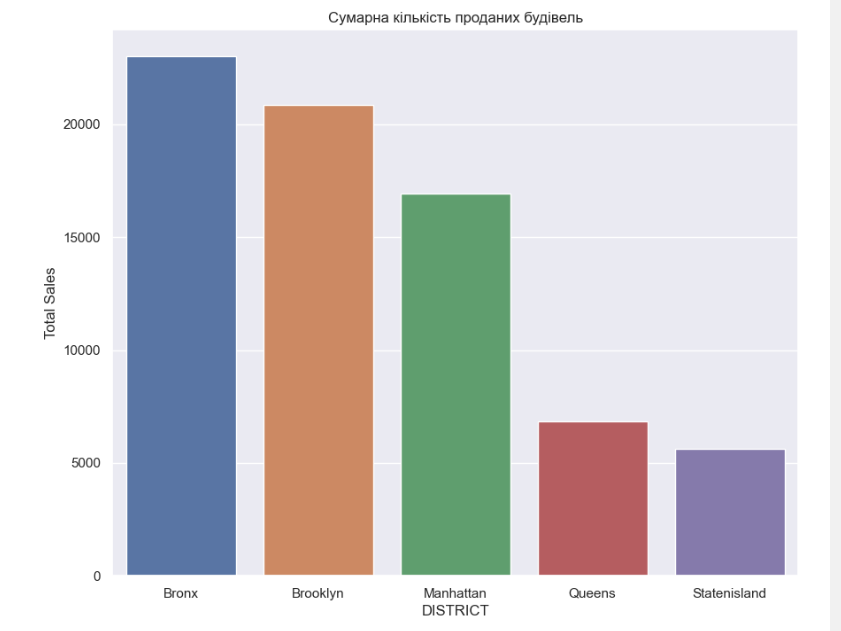 Сумарна кількість проданих будівель
Total Sales
20000
15000
10000
5000
0
Bronx Brooklyn Manhattan Queens Statenisland
DISTRICT